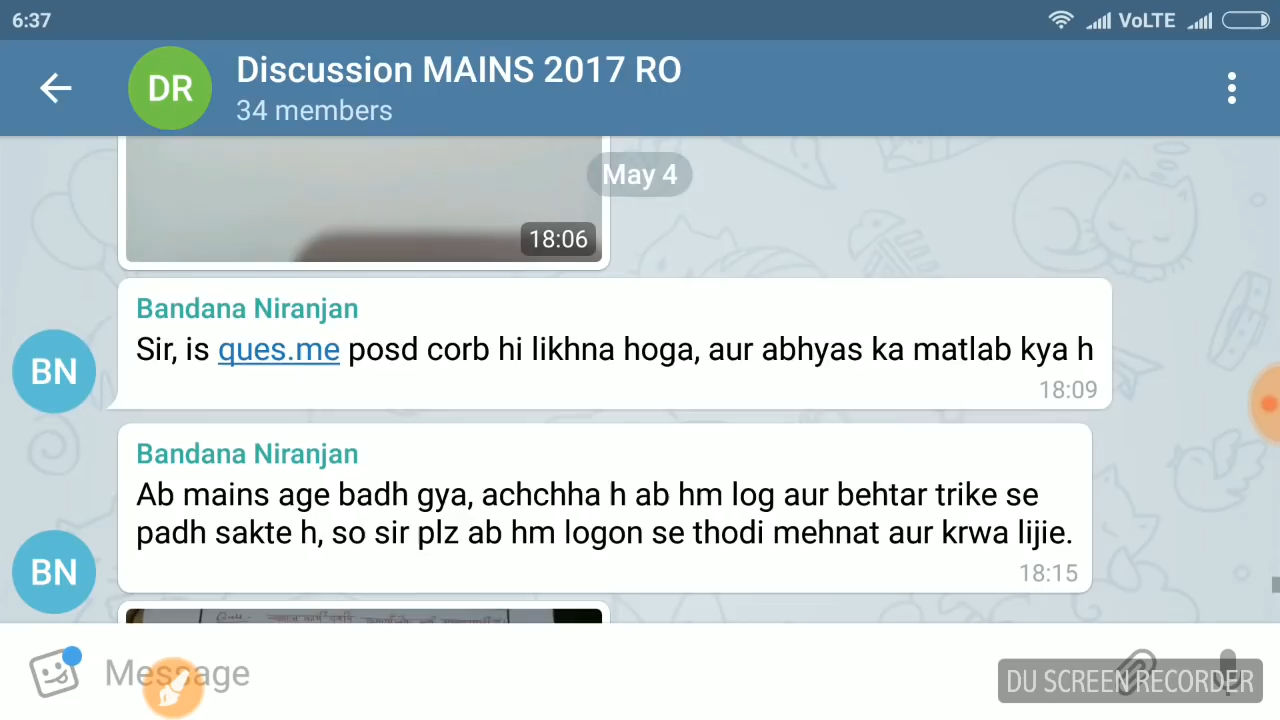 6:37
VoLTE
DR
Discussion MAINS 2017 RO
34 members
May 4
18:06
Bandana Niranjan
BN
Sir, is ques.me posd corb hi likhna hoga, aur abhyas ka matlab kya h
18:09
Bandana Niranjan
Ab mains age badh gya, achchha h ab hm log aur behtar trike se
padh sakte h, so sir plz ab hm logon se thodi mehnat aur krwa lijie.
BN
18:15
Message
DU SCREEN RECORDER